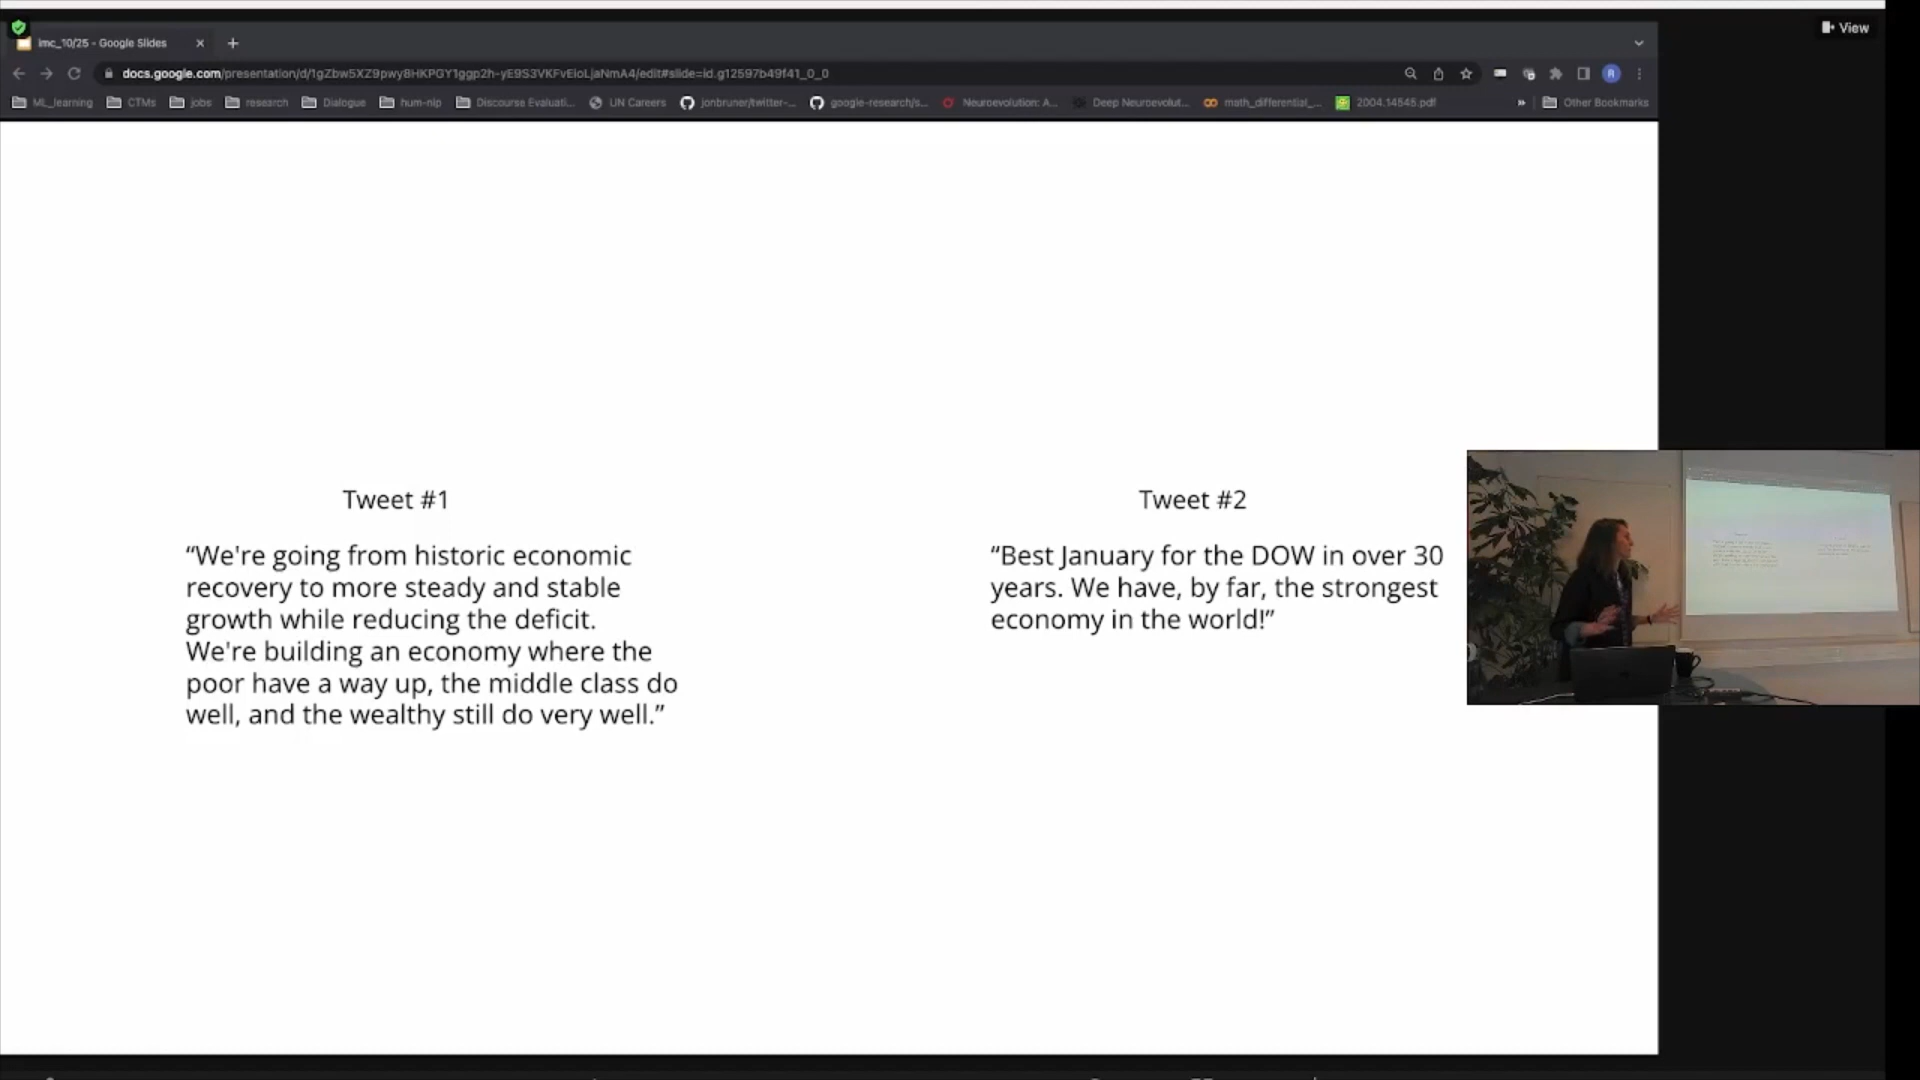 View
imc_10/25 - Google Slides
docs.google.com/presentation/d/1gZbw5XZ9pwy8HKPGY1ggp2h-yE9S3VKFvEioLjaNmA4/edit#slide=id.g12597b49f41_0_0
ML_learning CTMs jobs research Dialogue hum-nlp Discourse Evaluati... UN Careers jonbruner/twitter-... google-research/s... Neuroevolution: A... Deep Neuroevolut... math_differential_... 2004.14545.pdf » Other Bookmarks
Tweet #1
“We're going from historic economic
recovery to more steady and stable
growth while reducing the deficit.
We're building an economy where the
poor have a way up, the middle class do
well, and the wealthy still do very well.”
Tweet #2
“Best January for the DOW in over 30
years. We have, by far, the strongest
economy in the world!”